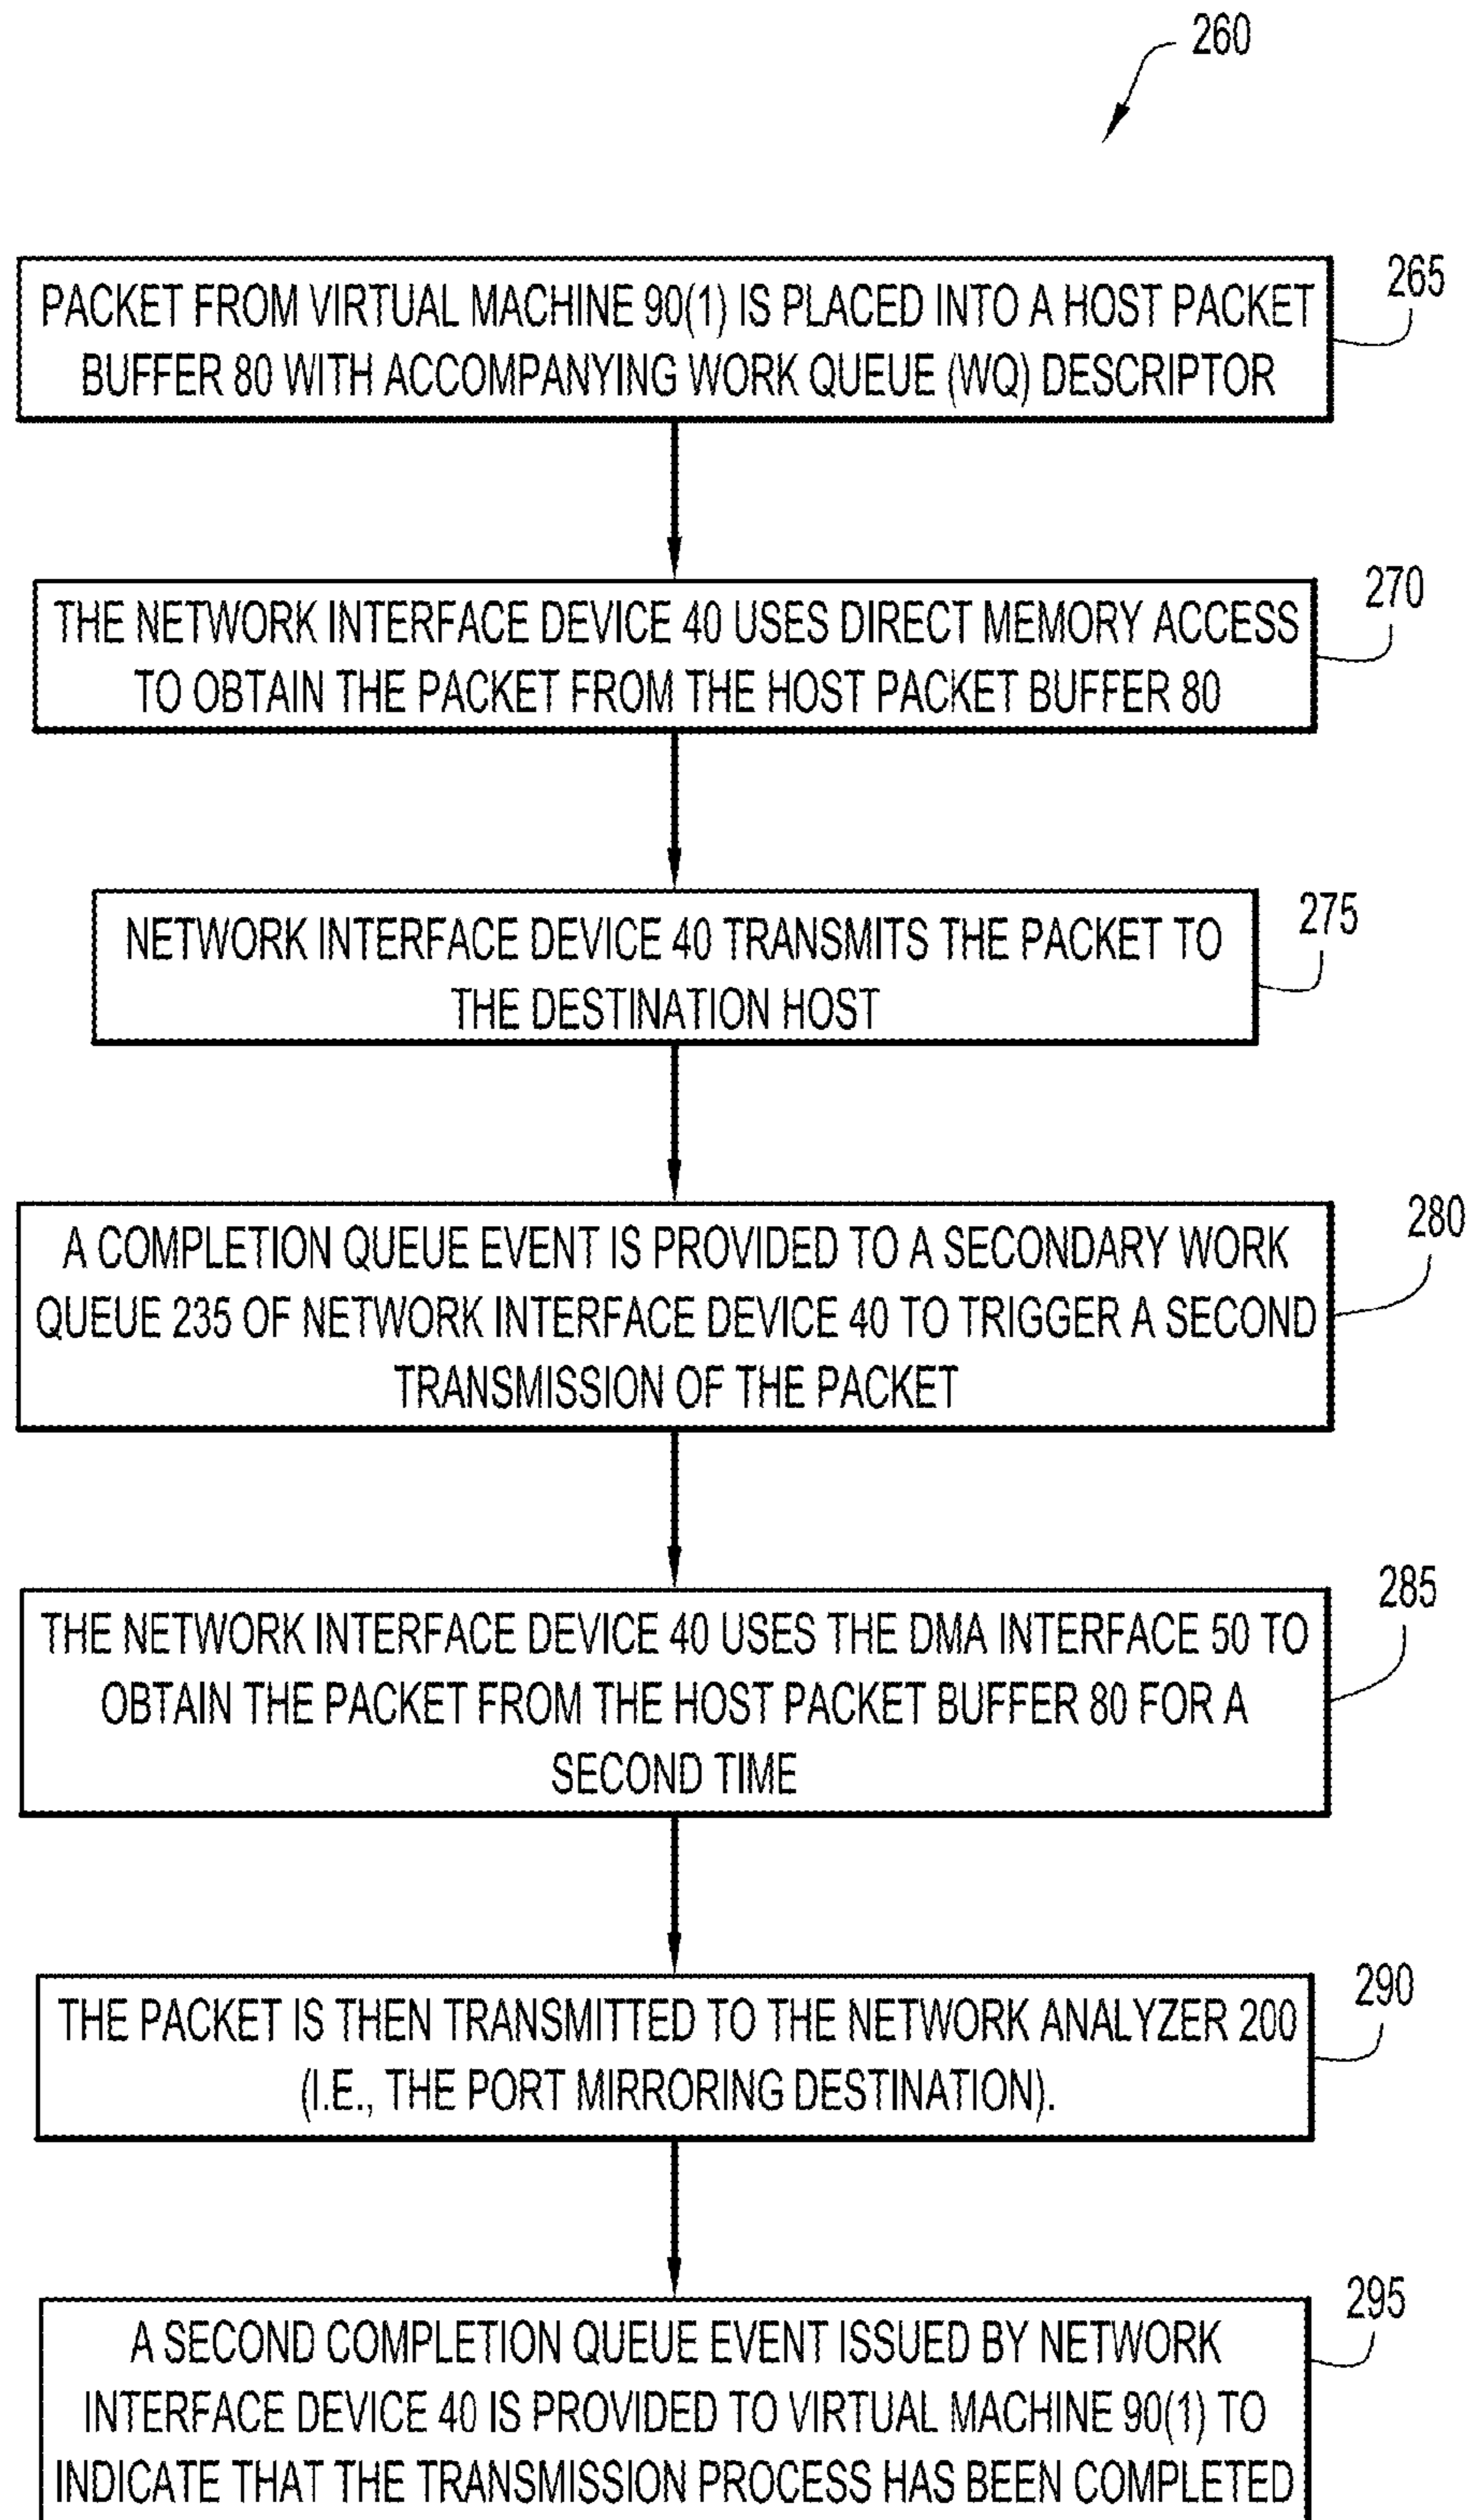 260
PACKET FROM VIRTUAL MACHINE 90(1) IS PLACED INTO A HOST PACKET
BUFFER 80 WITH ACCOMPANYING WORK QUEUE (WQ) DESCRIPTOR
265
THE NETWORK INTERFACE DEVICE 40 USES DIRECT MEMORY ACCESS
TO OBTAIN THE PACKET FROM THE HOST PACKET BUFFER 80
270
NETWORK INTERFACE DEVICE 40 TRANSMITS THE PACKET TO
THE DESTINATION HOST
275
A COMPLETION QUEUE EVENT IS PROVIDED TO A SECONDARY WORK
QUEUE 235 OF NETWORK INTERFACE DEVICE 40 TO TRIGGER A SECOND
TRANSMISSION OF THE PACKET
280
THE NETWORK INTERFACE DEVICE 40 USES THE DMA INTERFACE 50 TO
OBTAIN THE PACKET FROM THE HOST PACKET BUFFER 80 FOR A
SECOND TIME
285
THE PACKET IS THEN TRANSMITTED TO THE NETWORK ANALYZER 200
(I.E., THE PORT MIRRORING DESTINATION).
290
A SECOND COMPLETION QUEUE EVENT ISSUED BY NETWORK
INTERFACE DEVICE 40 IS PROVIDED TO VIRTUAL MACHINE 90(1) TO
INDICATE THAT THE TRANSMISSION PROCESS HAS BEEN COMPLETED
295